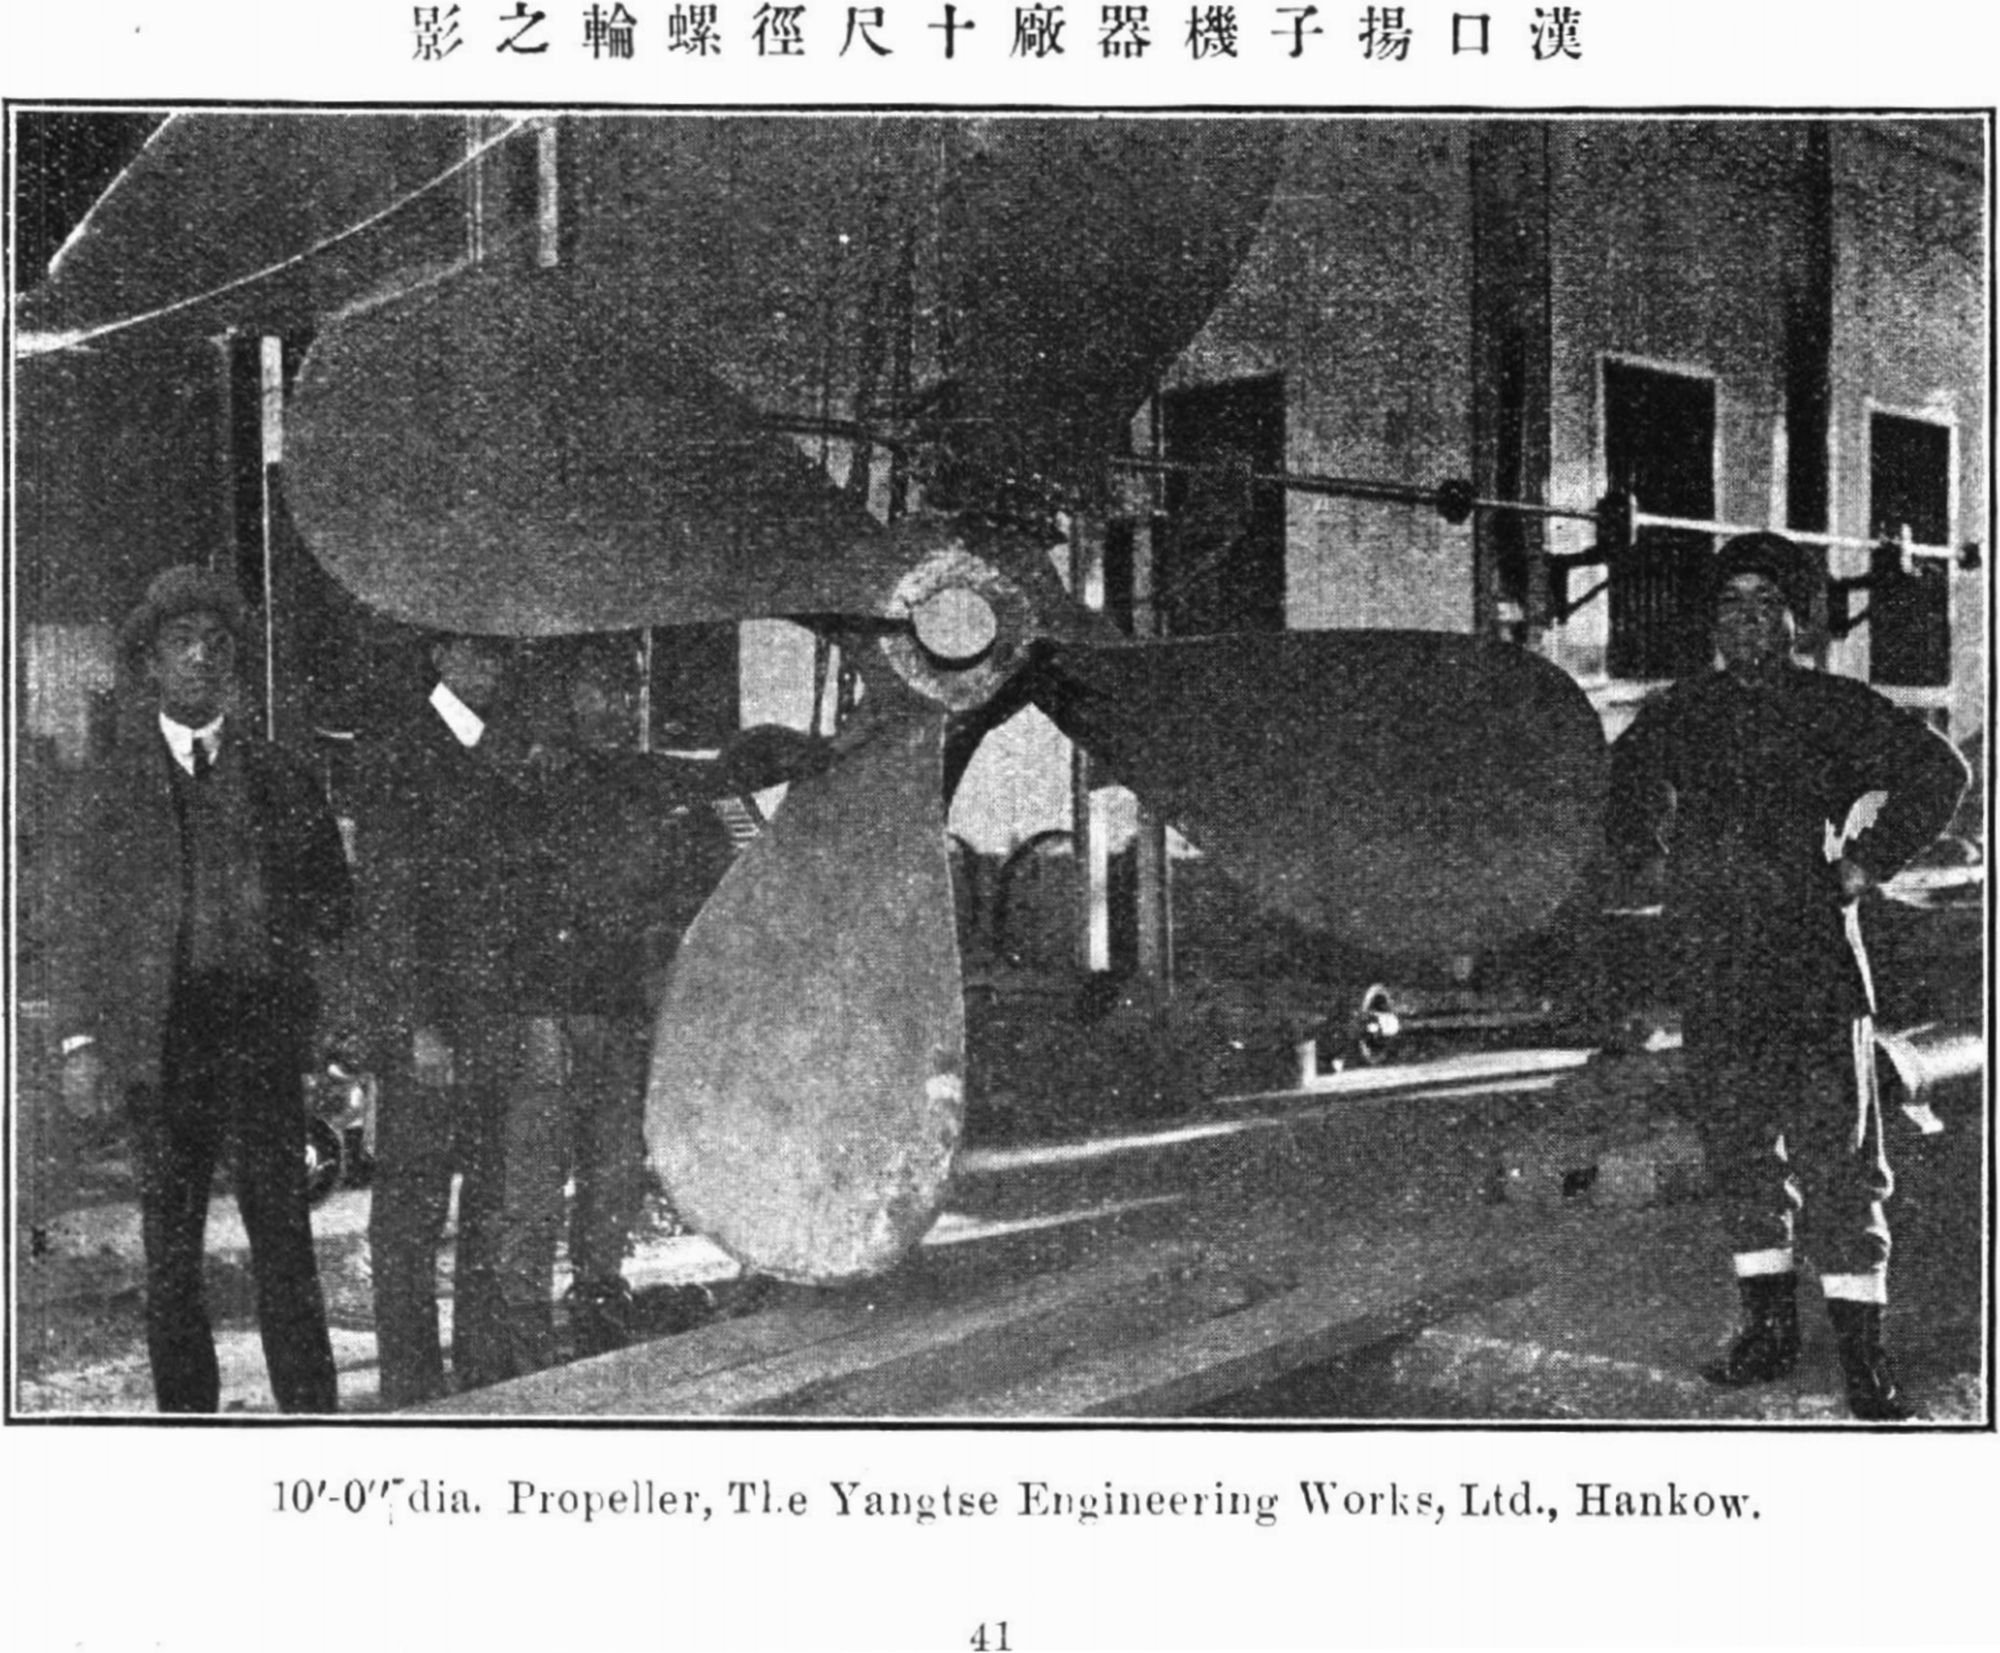 漢口揚子機器廠十尺徑螺輪之影
10'-0" dia. Propeller, The Yangtse Engineering Works, Ltd., Hankow.
41